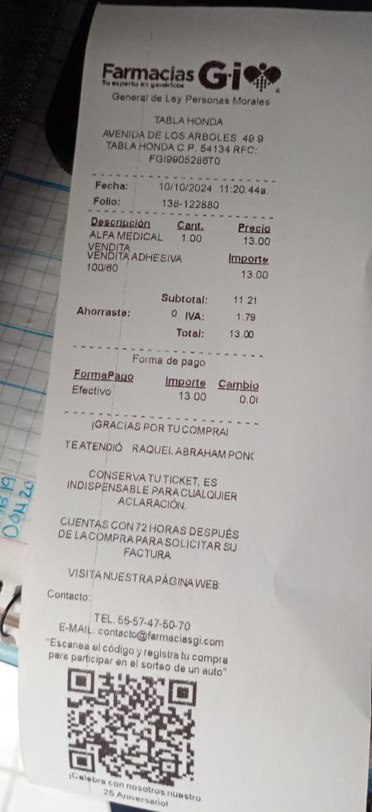 Farmacias Gi
Tu experto en genéricos
General de Ley Personas Morales
TABLA HONDA
AVENIDA DE LOS ARBOLES 49 9
TABLA HONDA C.P. 54134 RFC:
FGI9905286T0
Fecha: 10/10/2024 11:20.44a.
Folio: 138-122880
Descripción Cant. Precio
ALFA MEDICAL 1.00 13.00
VENDITA
VENDITA ADHESIVA Importe
100/60 13.00
Subtotal: 11.21
Ahorraste: 0 IVA: 1.79
Total: 13.00
Forma de pago
FormaPago Importe Cambio
Efectivo 13.00 0.0
¡GRACIAS POR TU COMPRA!
TE ATENDIÓ RAQUEL ABRAHAM PONC
CONSERVA TU TICKET, ES
INDISPENSABLE PARA CUALQUIER
ACLARACIÓN.
CUENTAS CON 72 HORAS DESPUÉS
DE LA COMPRA PARA SOLICITAR SU
FACTURA
VISITA NUESTRA PÁGINA WEB:
Contacto:
TEL. 55-57-47-50-70
E-MAIL: contacto@farmaciasgi.com
"Escanea el código y registra tu compra
para participar en el sorteo de un auto"
¡Celebra con nosotros nuestro
25 Aniversario!